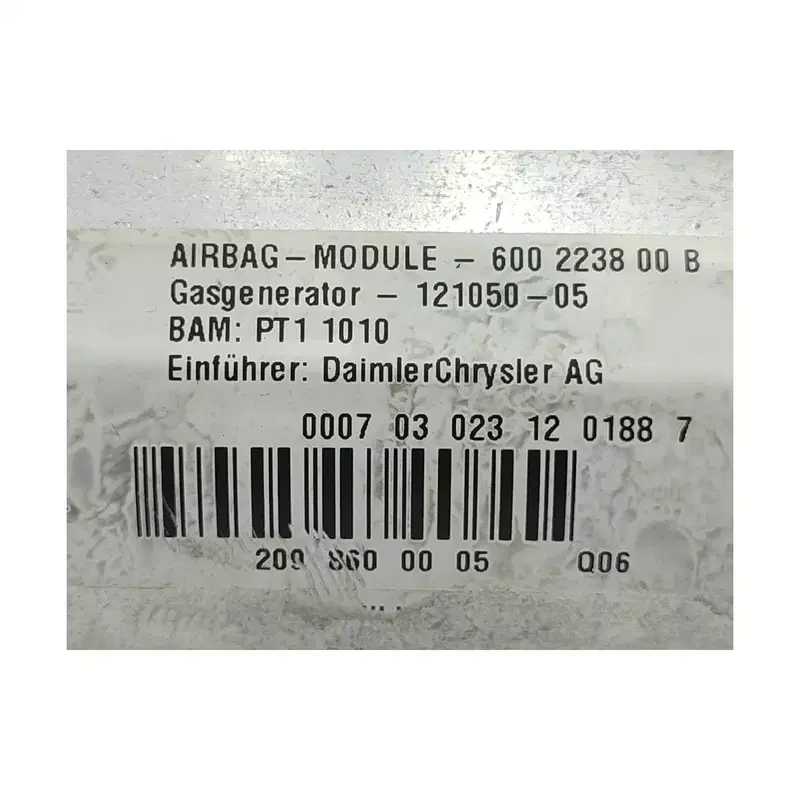 AIRBAG-MODULE - 600 2238 00 B
Gasgenerator - 121050-05
BAM: PT1 1010
Einführer: DaimlerChrysler AG
0007 03 023 12 0188 7
209 860 00 05 Q06